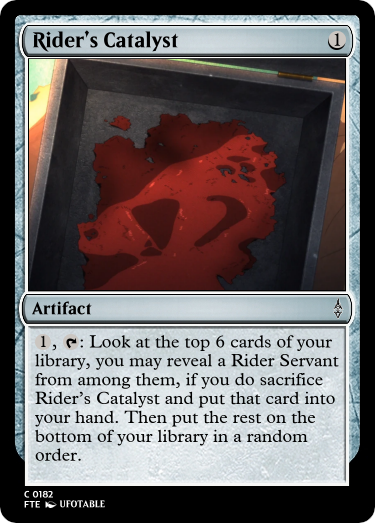 Rider's Catalyst 1
Artifact
1, : Look at the top 6 cards of your
library, you may reveal a Rider Servant
from among them, if you do sacrifice
Rider's Catalyst and put that card into
your hand. Then put the rest on the
bottom of your library in a random
order.
C 0182
FTE UFOTABLE